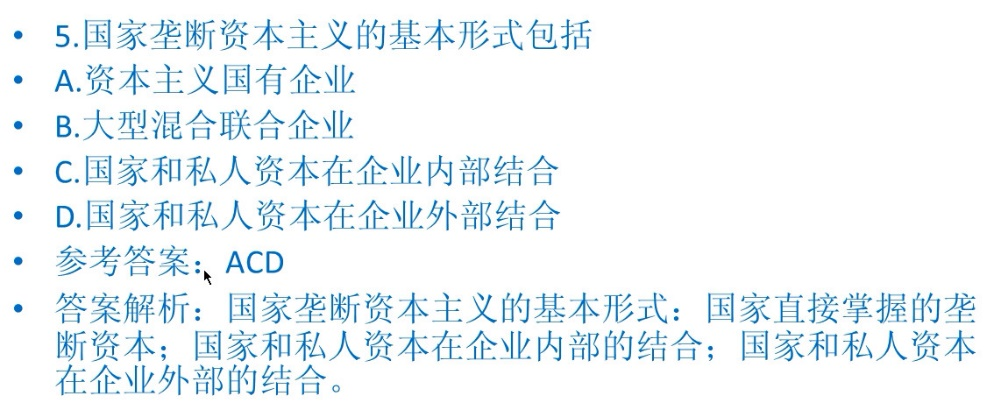 • 5.国家垄断资本主义的基本形式包括
• A.资本主义国有企业
• B.大型混合联合企业
• C.国家和私人资本在企业内部结合
• D.国家和私人资本在企业外部结合
• 参考答案：ACD
• 答案解析：国家垄断资本主义的基本形式：国家直接掌握的垄
断资本；国家和私人资本在企业内部的结合；国家和私人资本
在企业外部的结合。